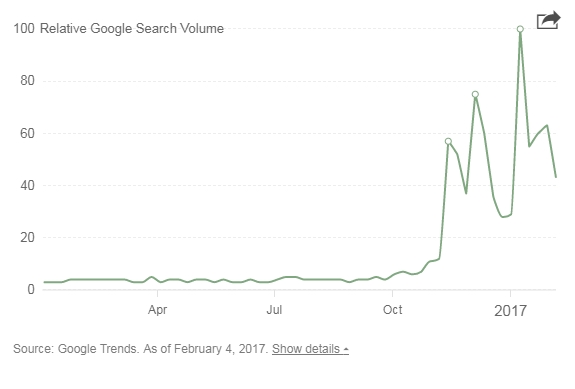 100 Relative Google Search Volume
80
60
40
20
0
Apr Jul Oct 2017
Source: Google Trends. As of February 4, 2017. Show details